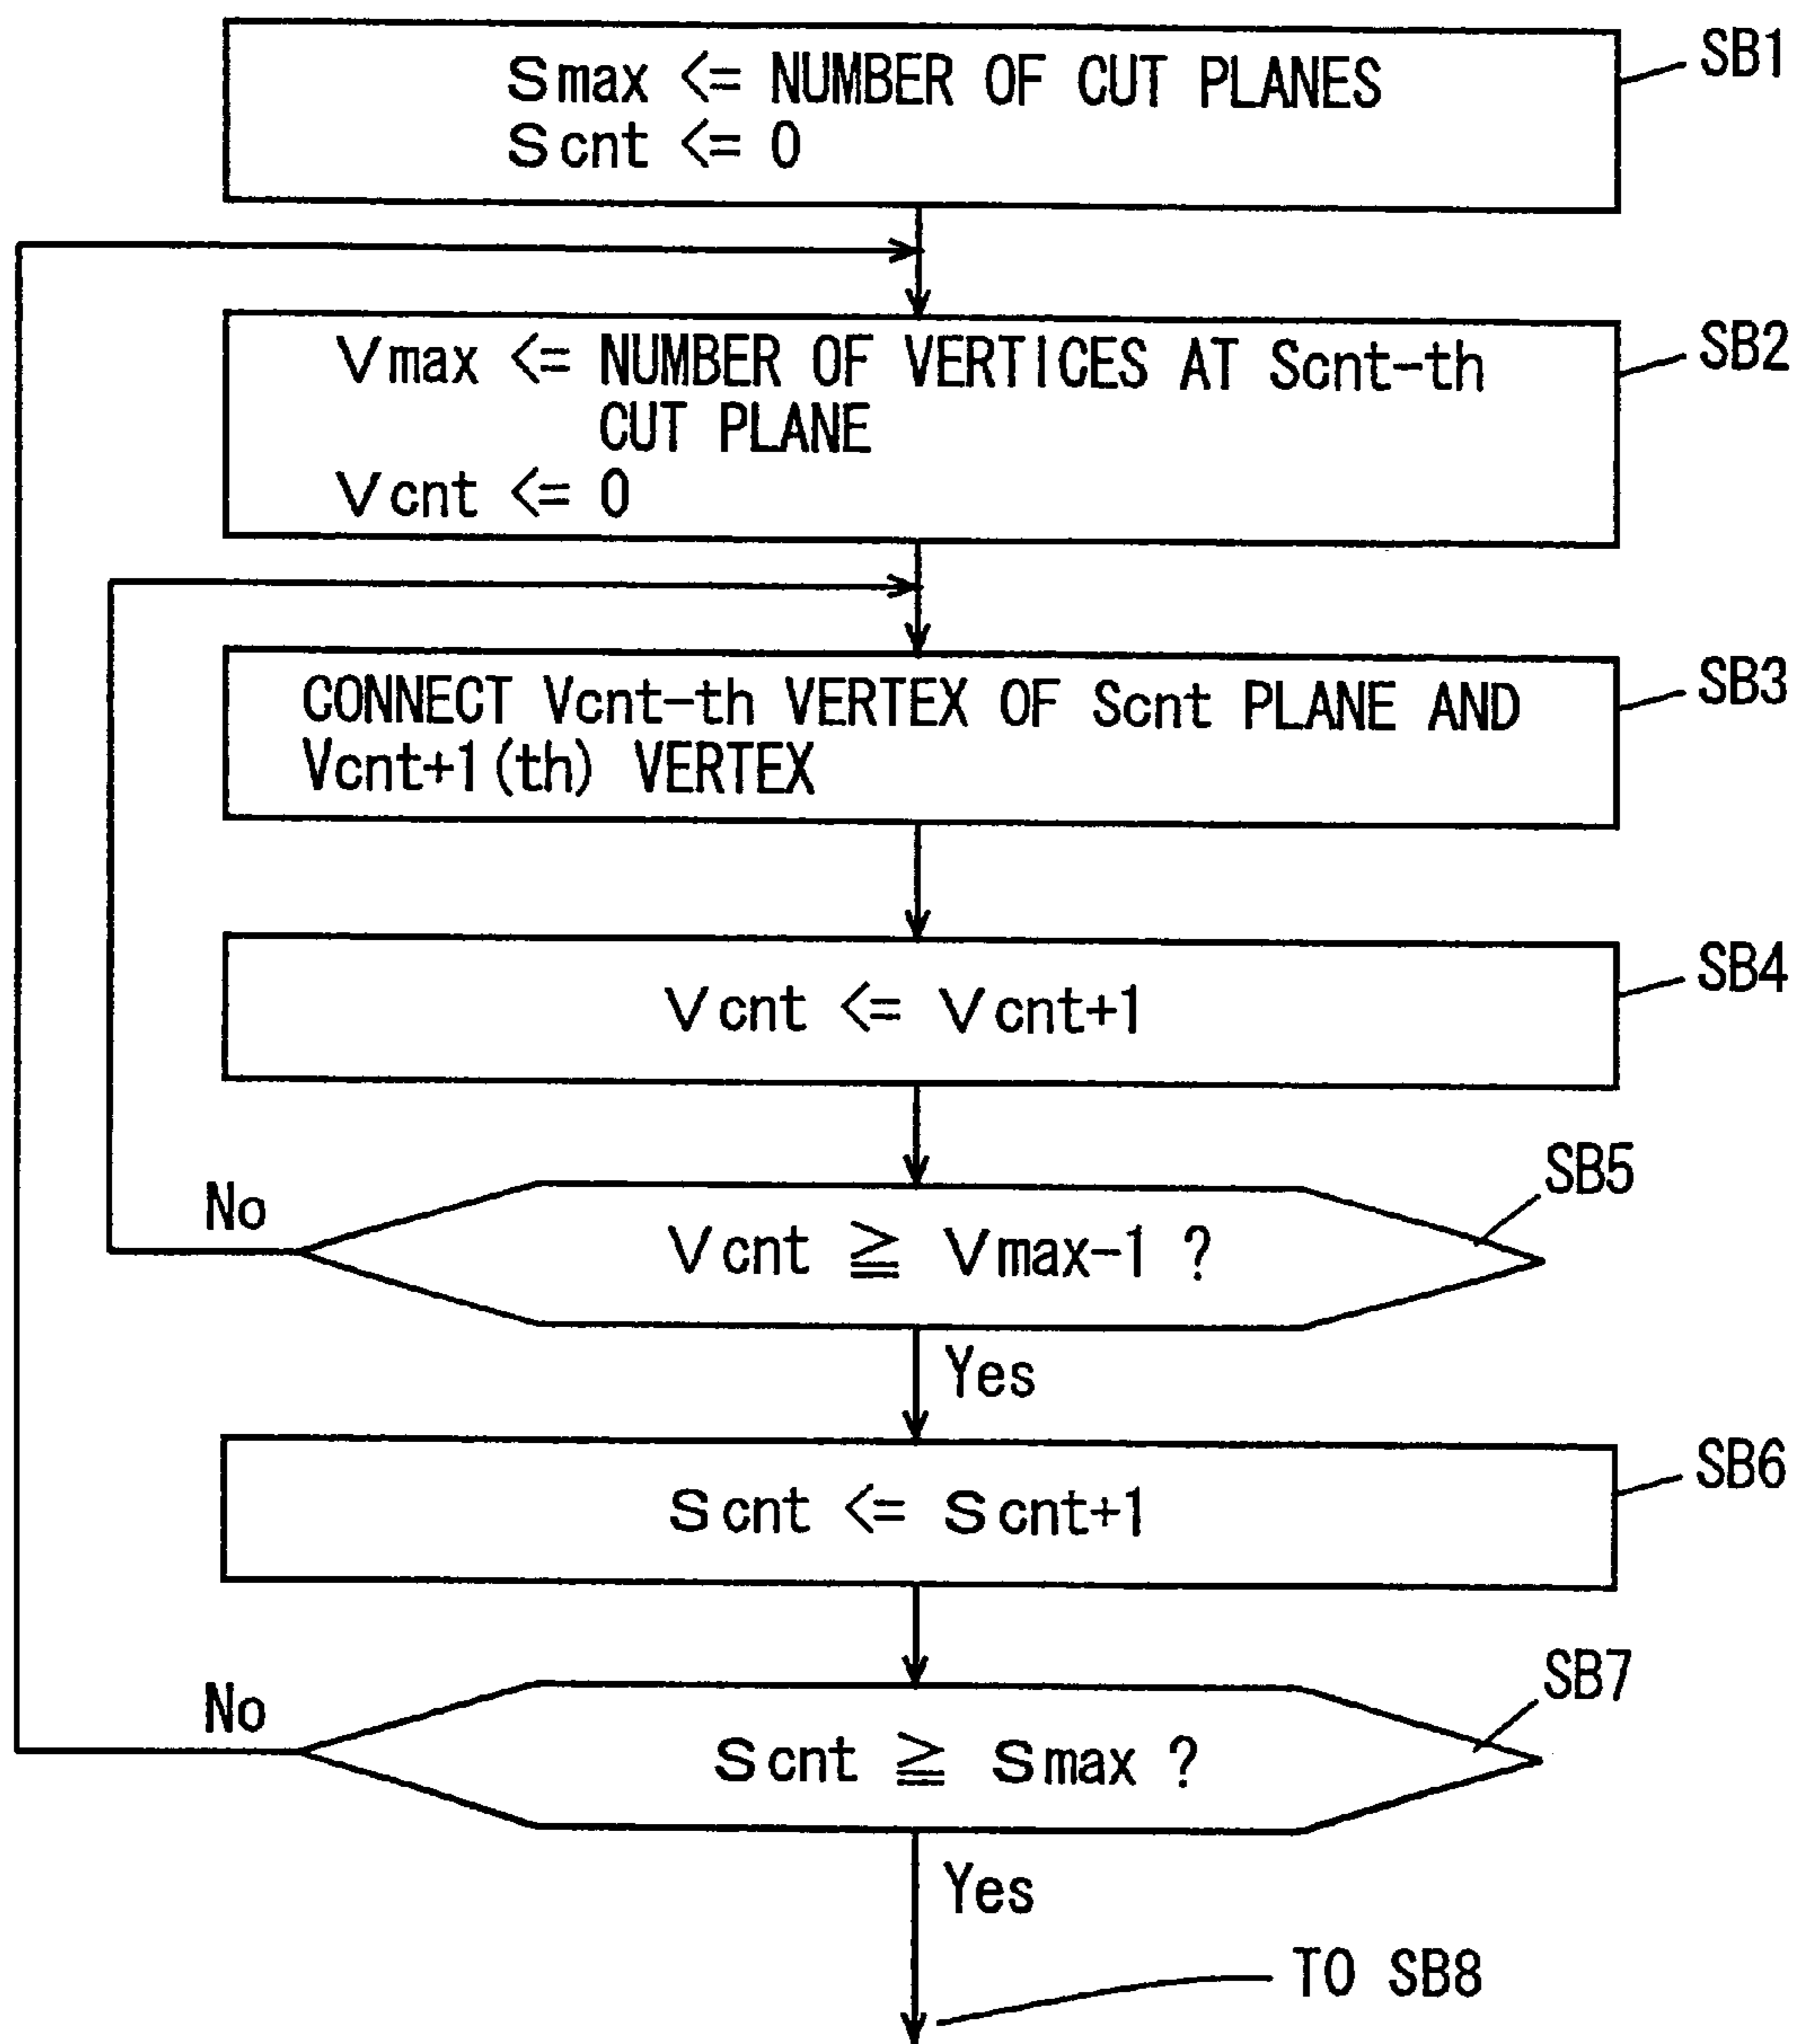 Smax <= NUMBER OF CUT PLANES
Scnt <= 0
SB1
Vmax <= NUMBER OF VERTICES AT Scnt-th
CUT PLANE
Vcnt <= 0
SB2
CONNECT Vcnt-th VERTEX OF Scnt PLANE AND
Vcnt+1(th) VERTEX
SB3
Vcnt <= Vcnt+1
SB4
Vcnt ≧ Vmax-1 ?
SB5
No
Yes
Scnt <= Scnt+1
SB6
Scnt ≧ Smax ?
SB7
No
Yes
TO SB8